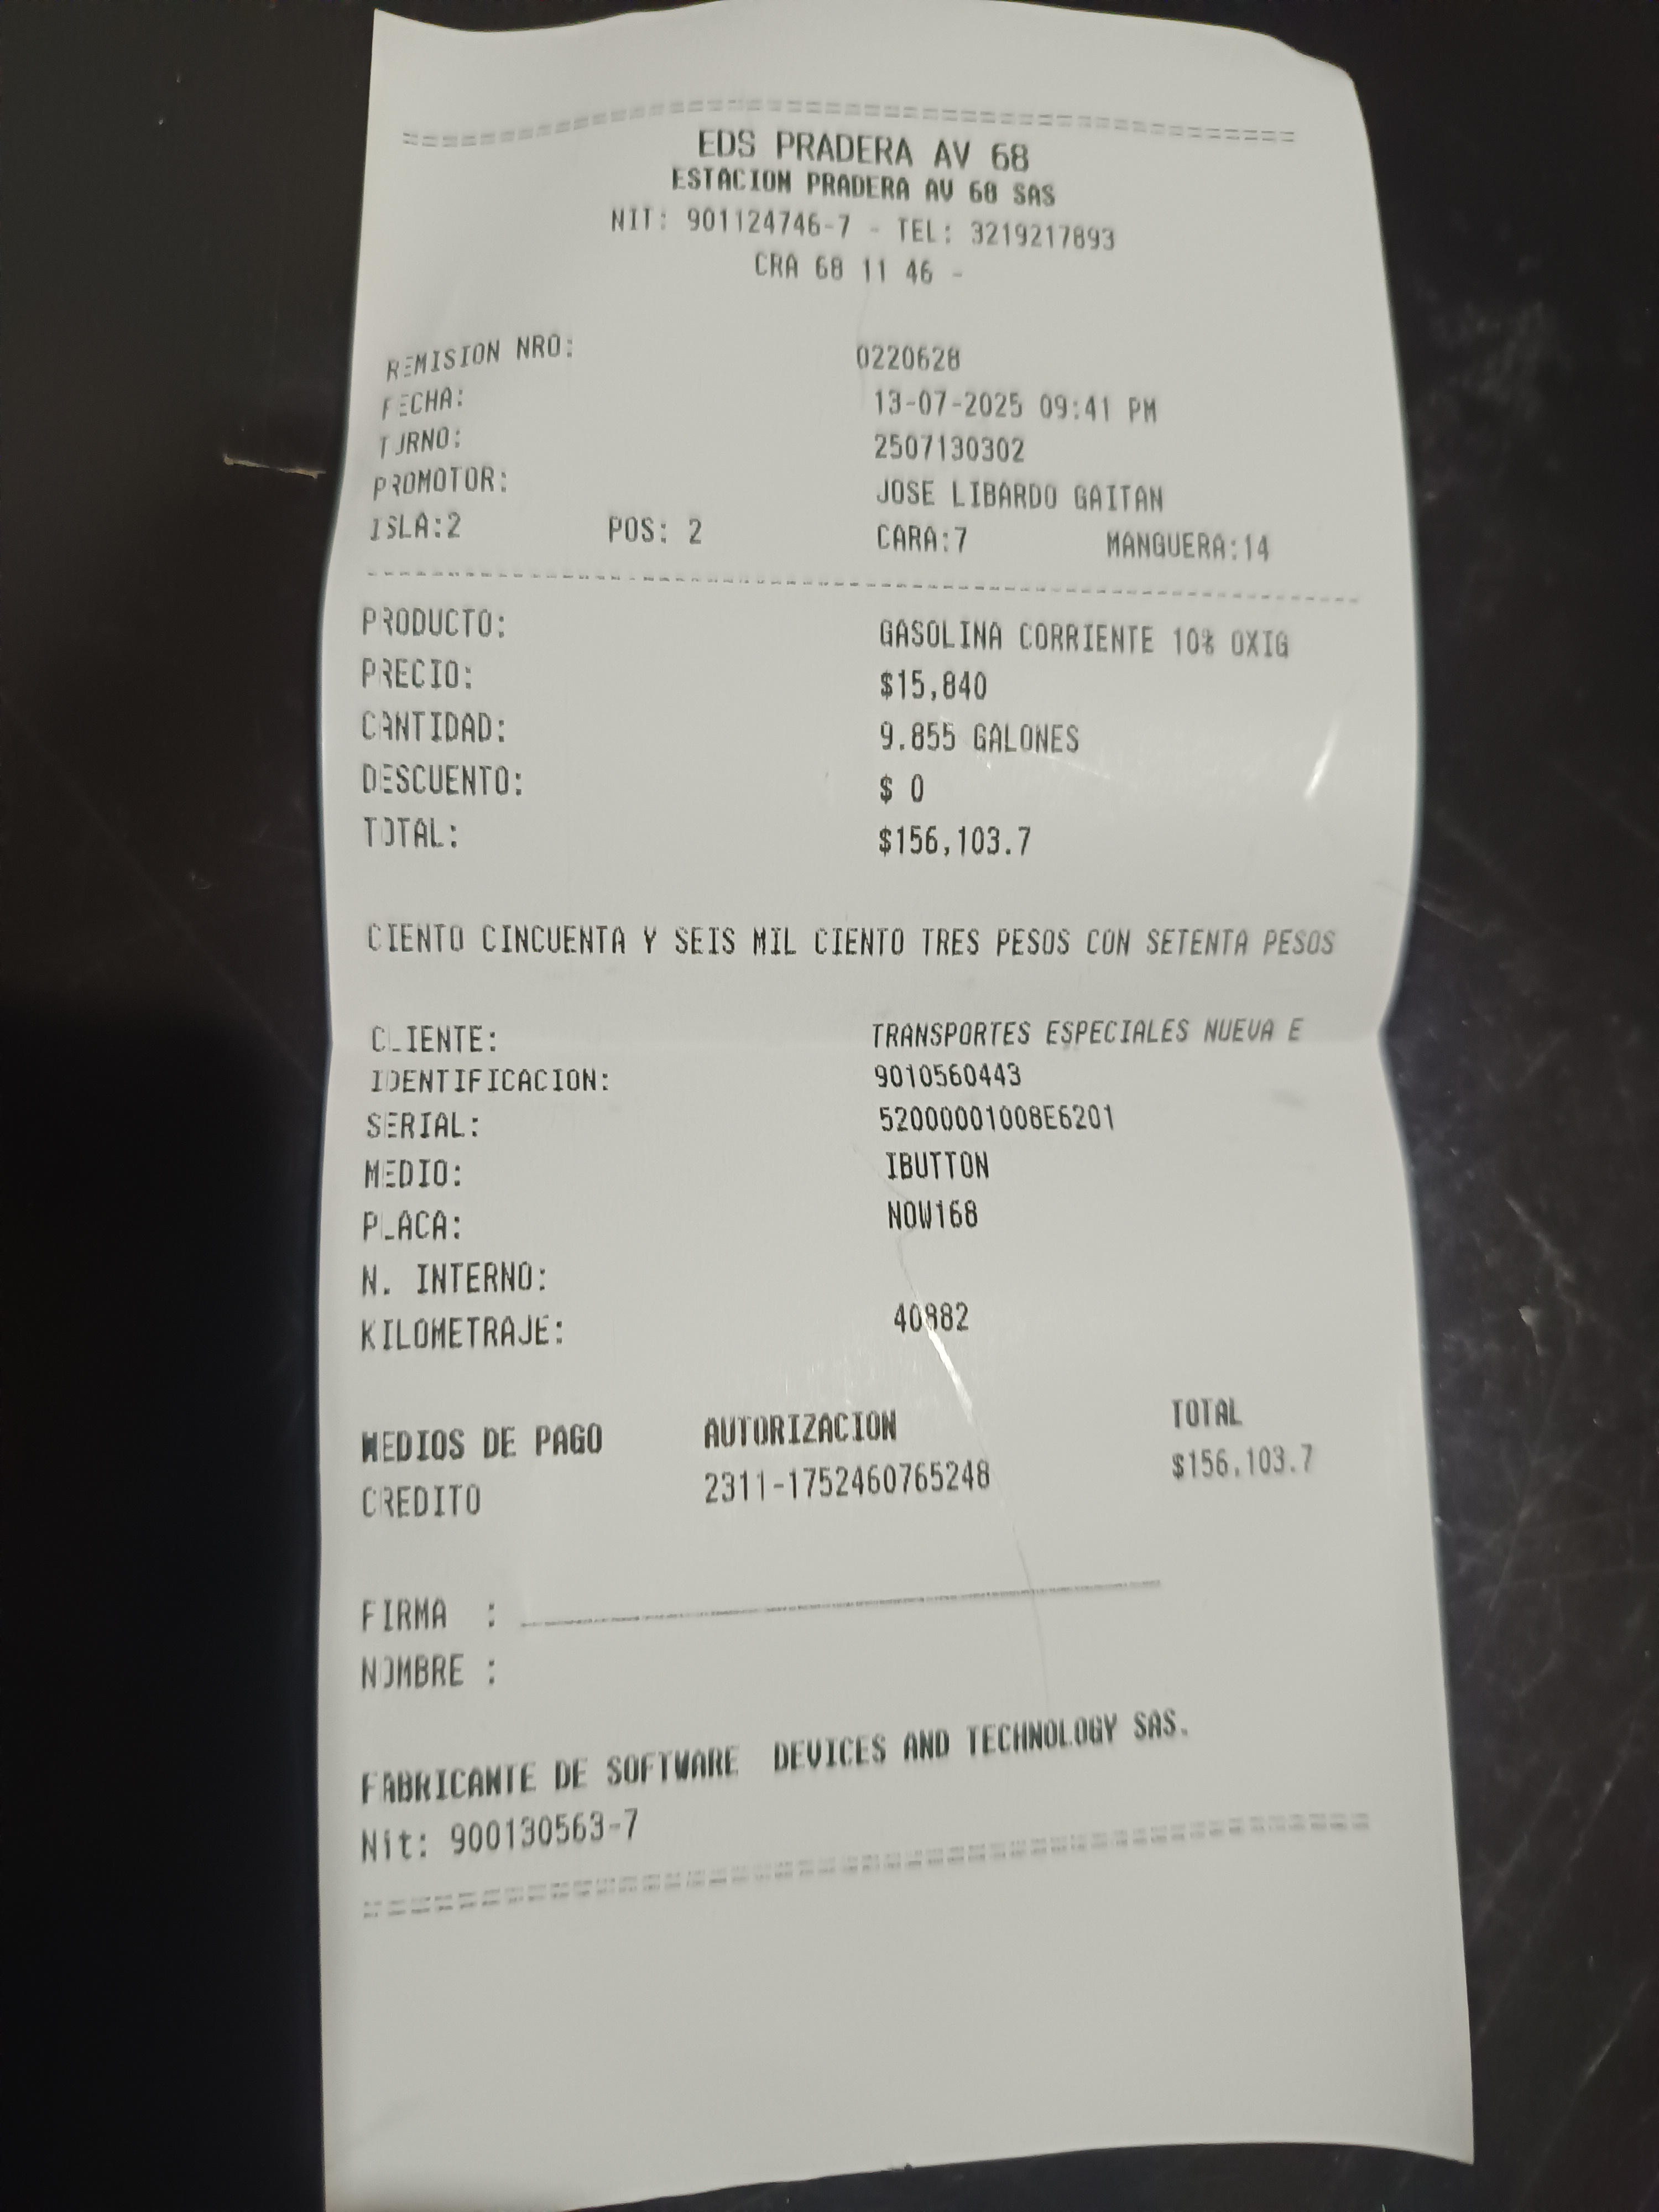 ================================================
EDS PRADERA AV 68
ESTACION PRADERA AV 68 SAS
NIT: 901124746-7 - TEL: 3219217893
CRA 68 11 46 -
REMISION NRO: 0220628
FECHA: 13-07-2025 09:41 PM
TURNO: 2507130302
PROMOTOR: JOSE LIBARDO GAITAN
ISLA:2 POS: 2 CARA:7 MANGUERA:14
------------------------------------------------
PRODUCTO: GASOLINA CORRIENTE 10% OXIG
PRECIO: $15,840
CANTIDAD: 9.855 GALONES
DESCUENTO: $ 0
TOTAL: $156,103.7
CIENTO CINCUENTA Y SEIS MIL CIENTO TRES PESOS CON SETENTA PESOS
CLIENTE: TRANSPORTES ESPECIALES NUEVA E
IDENTIFICACION: 9010560443
SERIAL: 52000001008E6201
MEDIO: IBUTTON
PLACA: NOW168
N. INTERNO:
KILOMETRAJE: 40882
MEDIOS DE PAGO AUTORIZACION TOTAL
CREDITO 2311-1752460765248 $156,103.7
FIRMA : ________________________________
NOMBRE :
FABRICANTE DE SOFTWARE DEVICES AND TECHNOLOGY SAS.
Nit: 900130563-7
================================================